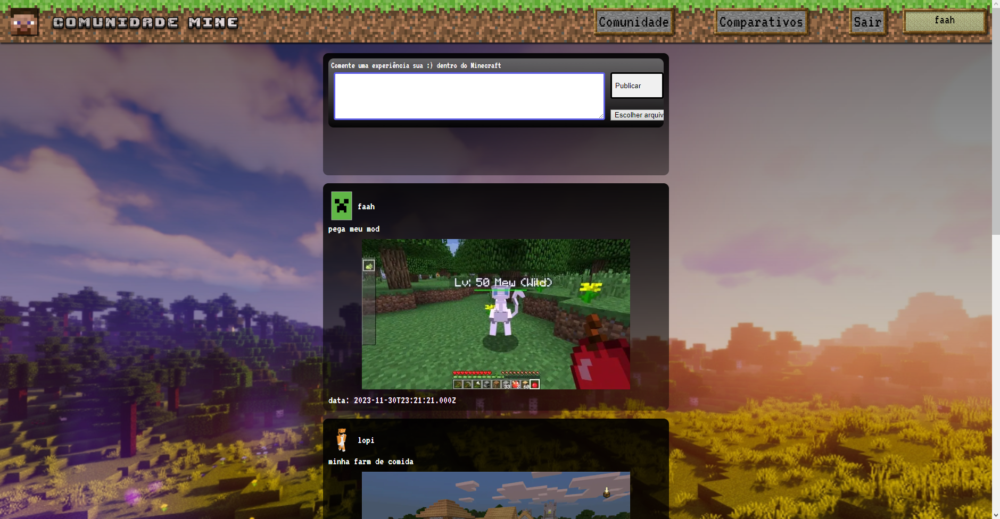 COMUNIDADE MINE
Comunidade
Comparativos
Sair
faah
Comente uma experiência sua :) dentro do Minecraft
Publicar
Escolher arquiv
faah
pega meu mod
Lv: 50 Mew (Wild)
33 2 60
data: 2023-11-30T23:21:21.000Z
lopi
minha farm de comida